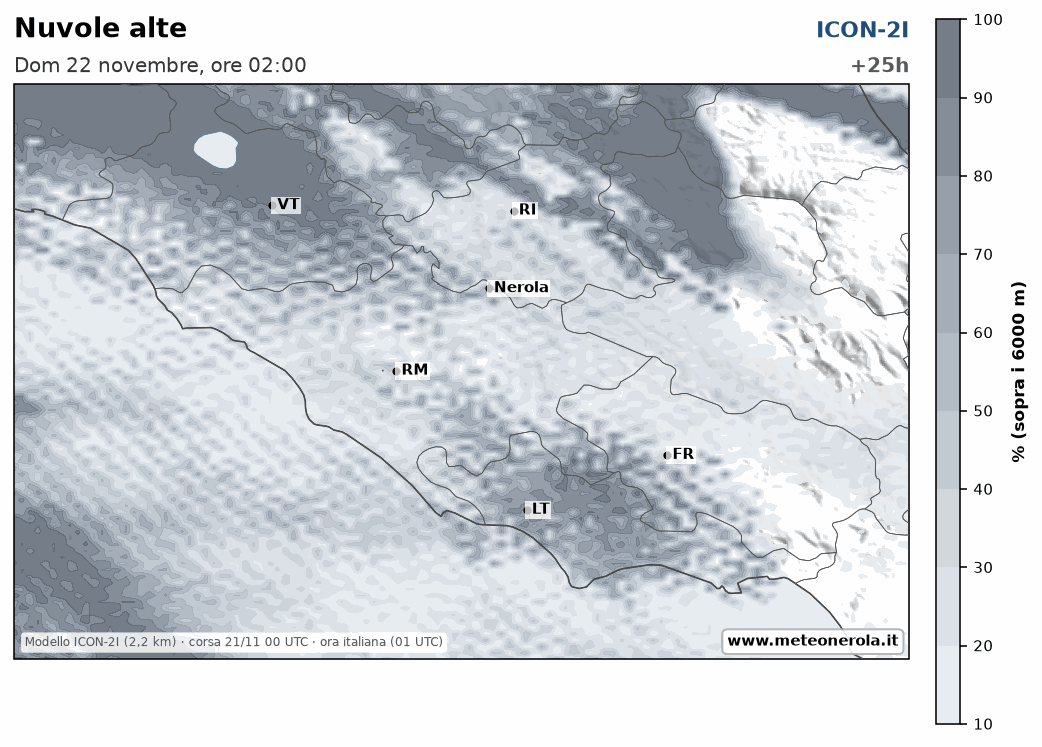 Nuvole alte
ICON-2I
Dom 22 novembre, ore 02:00
+25h
VT
RI
Nerola
RM
FR
LT
Modello ICON-2I (2,2 km) · corsa 21/11 00 UTC · ora italiana (01 UTC)
www.meteonerola.it
100
90
80
70
60
50
40
30
20
10
% (sopra i 6000 m)